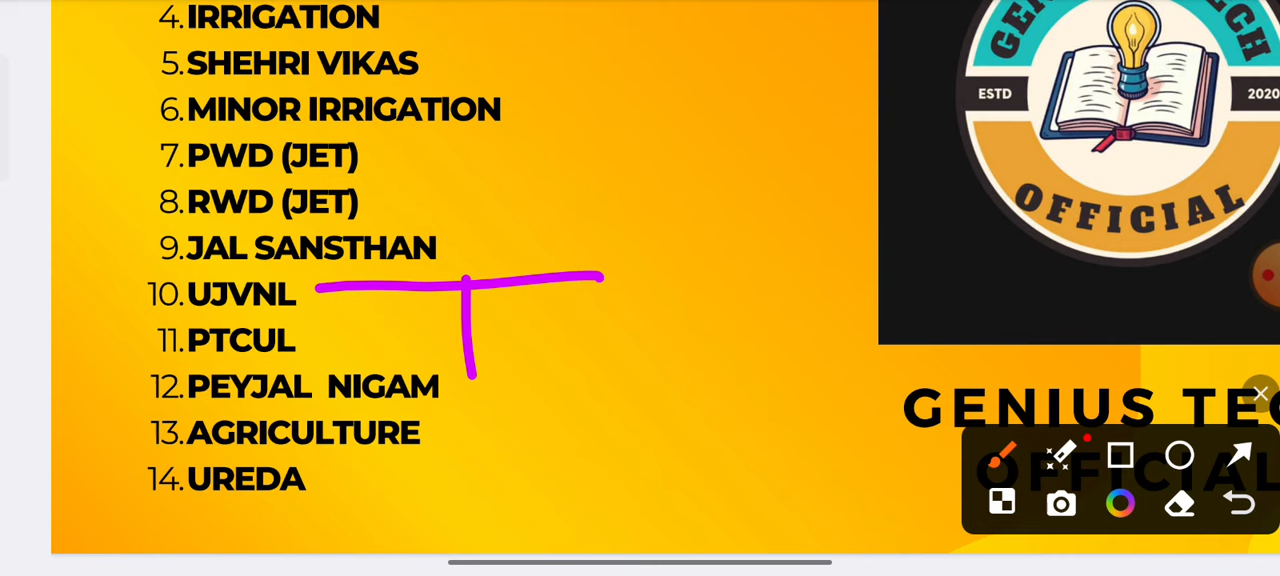 4. IRRIGATION
5. SHEHRI VIKAS
6. MINOR IRRIGATION
7. PWD (JET)
8. RWD (JET)
9. JAL SANSTHAN
10. UJVNL
11. PTCUL
12. PEYJAL NIGAM
13. AGRICULTURE
14. UREDA
ESTD
2020
OFFICIAL
GENIUS
OFFICIAL